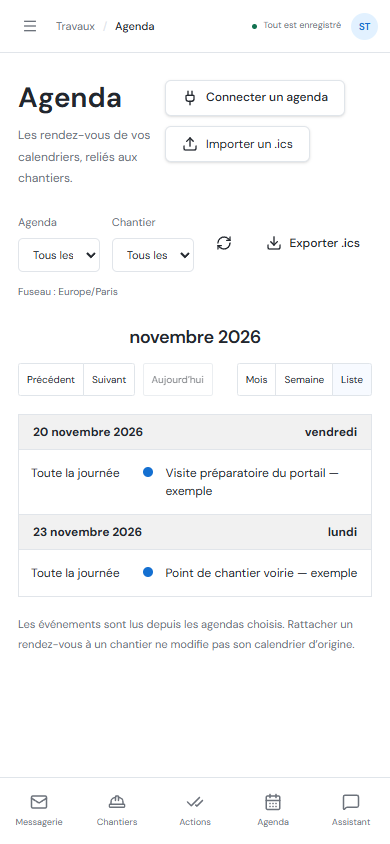 Travaux / Agenda
Tout est enregistré
ST
Agenda
Les rendez-vous de vos
calendriers, reliés aux
chantiers.
Connecter un agenda
Importer un .ics
Agenda
Chantier
Tous les
Tous les
Exporter .ics
Fuseau : Europe/Paris
novembre 2026
Précédent
Suivant
Aujourd'hui
Mois
Semaine
Liste
20 novembre 2026
vendredi
Toute la journée
Visite préparatoire du portail —
exemple
23 novembre 2026
lundi
Toute la journée
Point de chantier voirie — exemple
Les événements sont lus depuis les agendas choisis. Rattacher un
rendez-vous à un chantier ne modifie pas son calendrier d'origine.
Messagerie
Chantiers
Actions
Agenda
Assistant